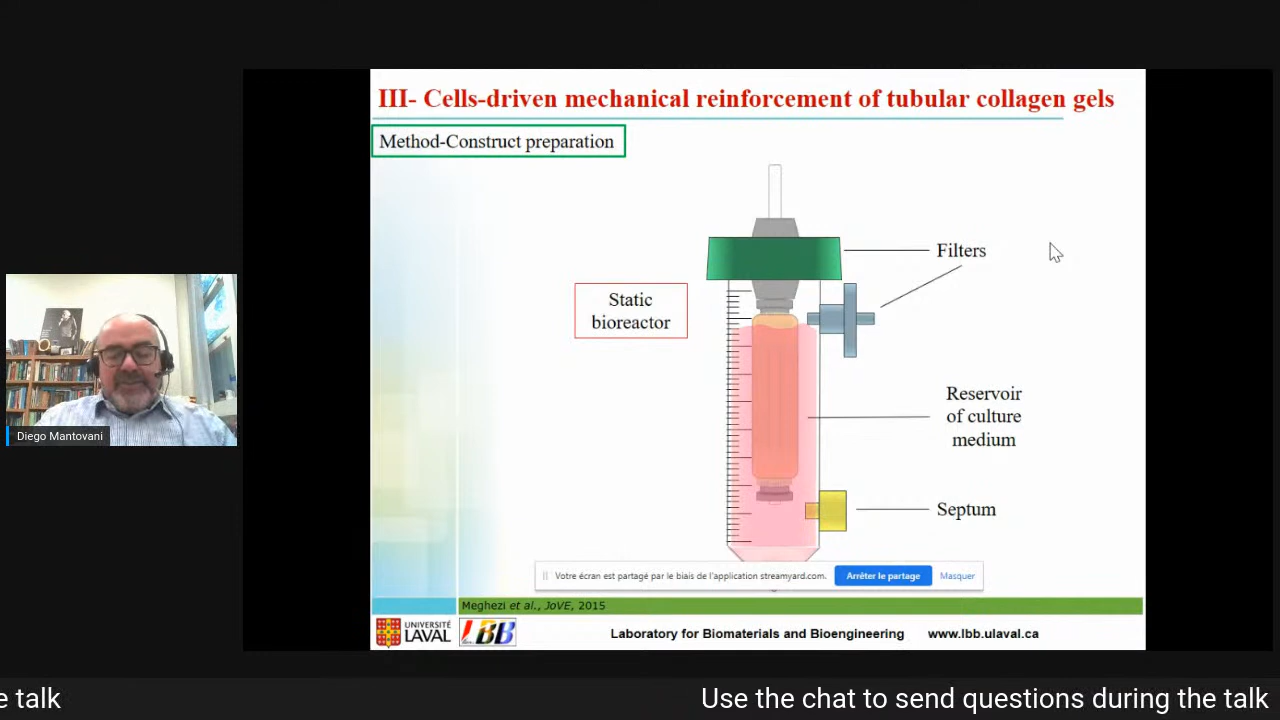 III- Cells-driven mechanical reinforcement of tubular collagen gels
Method-Construct preparation
Filters
Static
bioreactor
Reservoir
of culture
medium
Septum
Diego Mantovani
Votre écran est partagé par le biais de l'application streamyard.com.
Arrêter le partage
Masquer
Meghezi et al., JoVE, 2015
UNIVERSITÉ
LAVAL
LBB
Laboratory for Biomaterials and Bioengineering
www.lbb.ulaval.ca
e talk
Use the chat to send questions during the talk